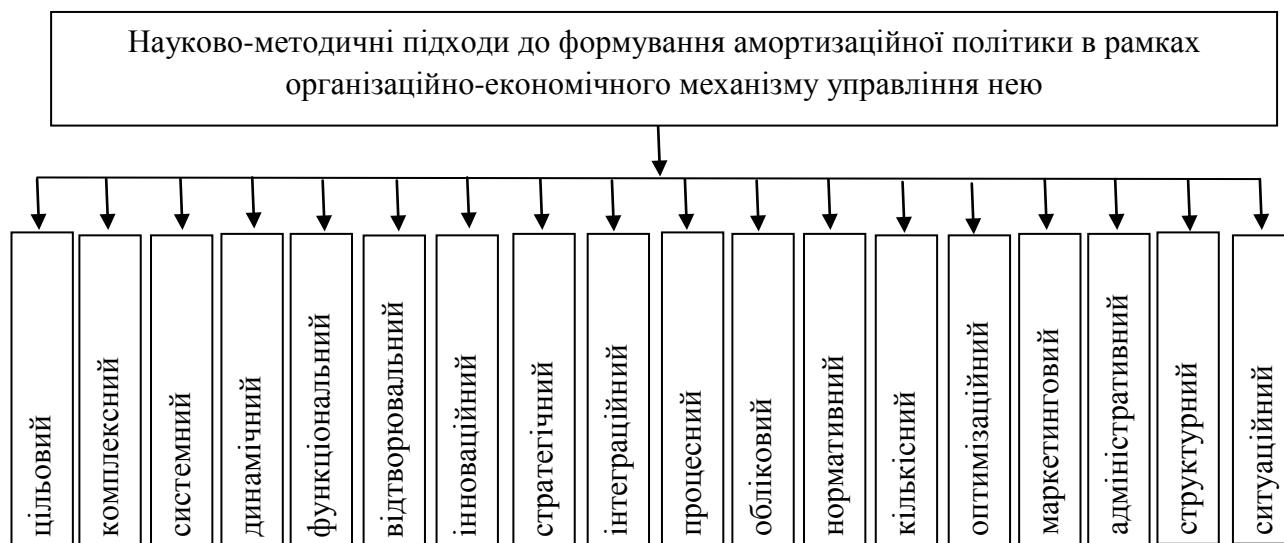 Науково-методичні підходи до формування амортизаційної політики в рамках
організаційно-економічного механізму управління нею
цільовий
комплексний
системний
динамічний
функціональний
відтворювальний
інноваційний
стратегічний
інтеграційний
процесний
обліковий
нормативний
кількісний
оптимізаційний
маркетинговий
адміністративний
структурний
ситуаційний